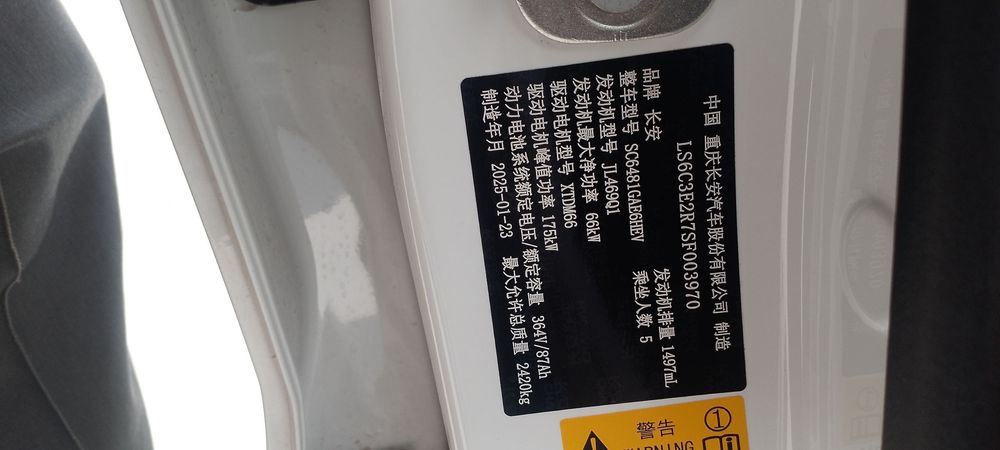 中国 重庆长安汽车股份有限公司 制造
LS6C3E2R7SF003970
品牌 长安
整车型号 SC6481GAE6HEV 乘坐人数 5
发动机型号 JL469Q1 发动机排量 1497mL
发动机最大净功率 66kW
驱动电机型号 XTDM66
驱动电机峰值功率 175kW
动力电池系统额定电压/额定容量 364V/87Ah
制造年月 2025-01-23 最大允许总质量 2420kg
警告 ①
WARNING